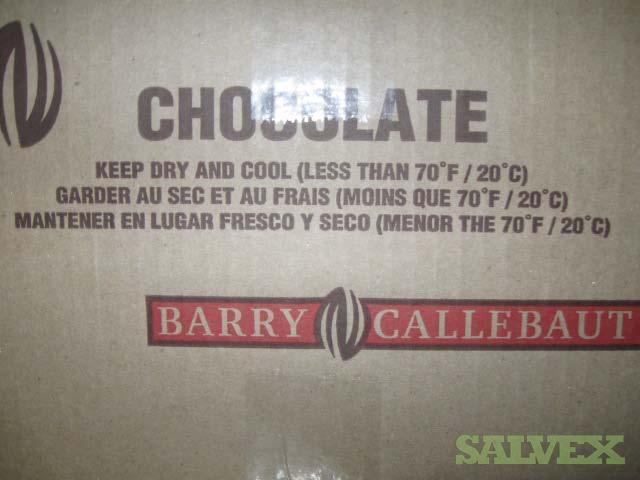 CHOCOLATE
KEEP DRY AND COOL (LESS THAN 70°F / 20°C)
GARDER AU SEC ET AU FRAIS (MOINS QUE 70°F / 20°C)
MANTENER EN LUGAR FRESCO Y SECO (MENOR THE 70°F / 20°C)
BARRY CALLEBAUT
SALVEX